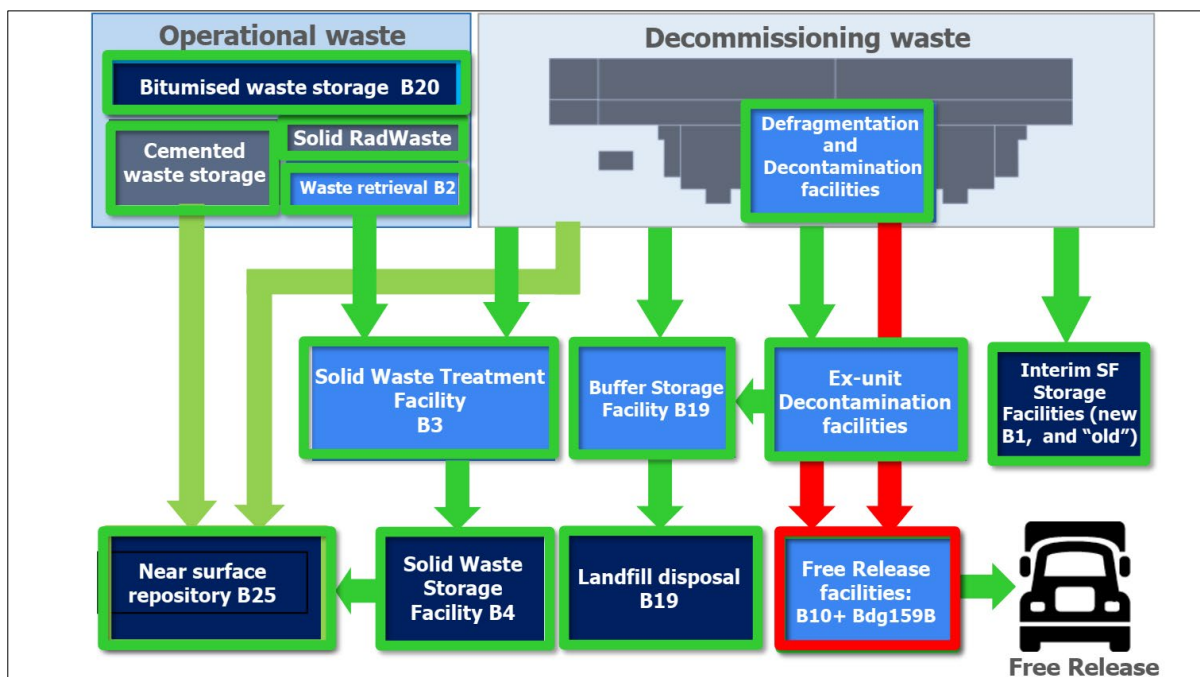 Operational waste
Decommissioning waste
Bitumised waste storage B20
Cemented
waste storage
Solid RadWaste
Waste retrieval B2
Defragmentation
and
Decontamination
facilities
Solid Waste Treatment
Facility
B3
Buffer Storage
Facility B19
Ex-unit
Decontamination
facilities
Interim SF
Storage
Facilities (new
B1, and “old”)
Near surface
repository B25
Solid Waste
Storage
Facility B4
Landfill disposal
B19
Free Release
facilities:
B10+ Bdg159B
Free Release